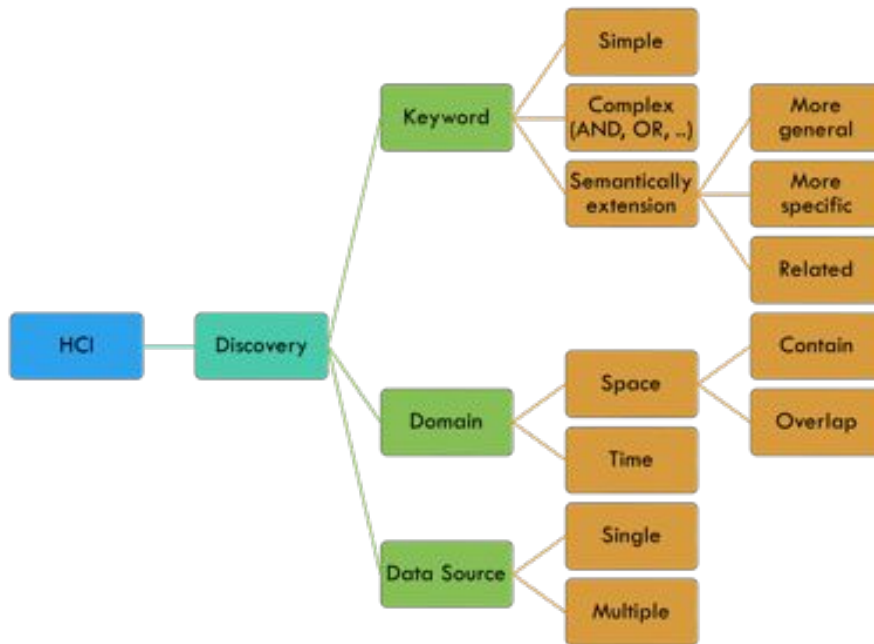 Simple
Keyword
Complex
(AND, OR, ..)
More
general
Semantically
extension
More
specific
Related
HCI
Discovery
Contain
Space
Domain
Overlap
Time
Single
Data Source
Multiple